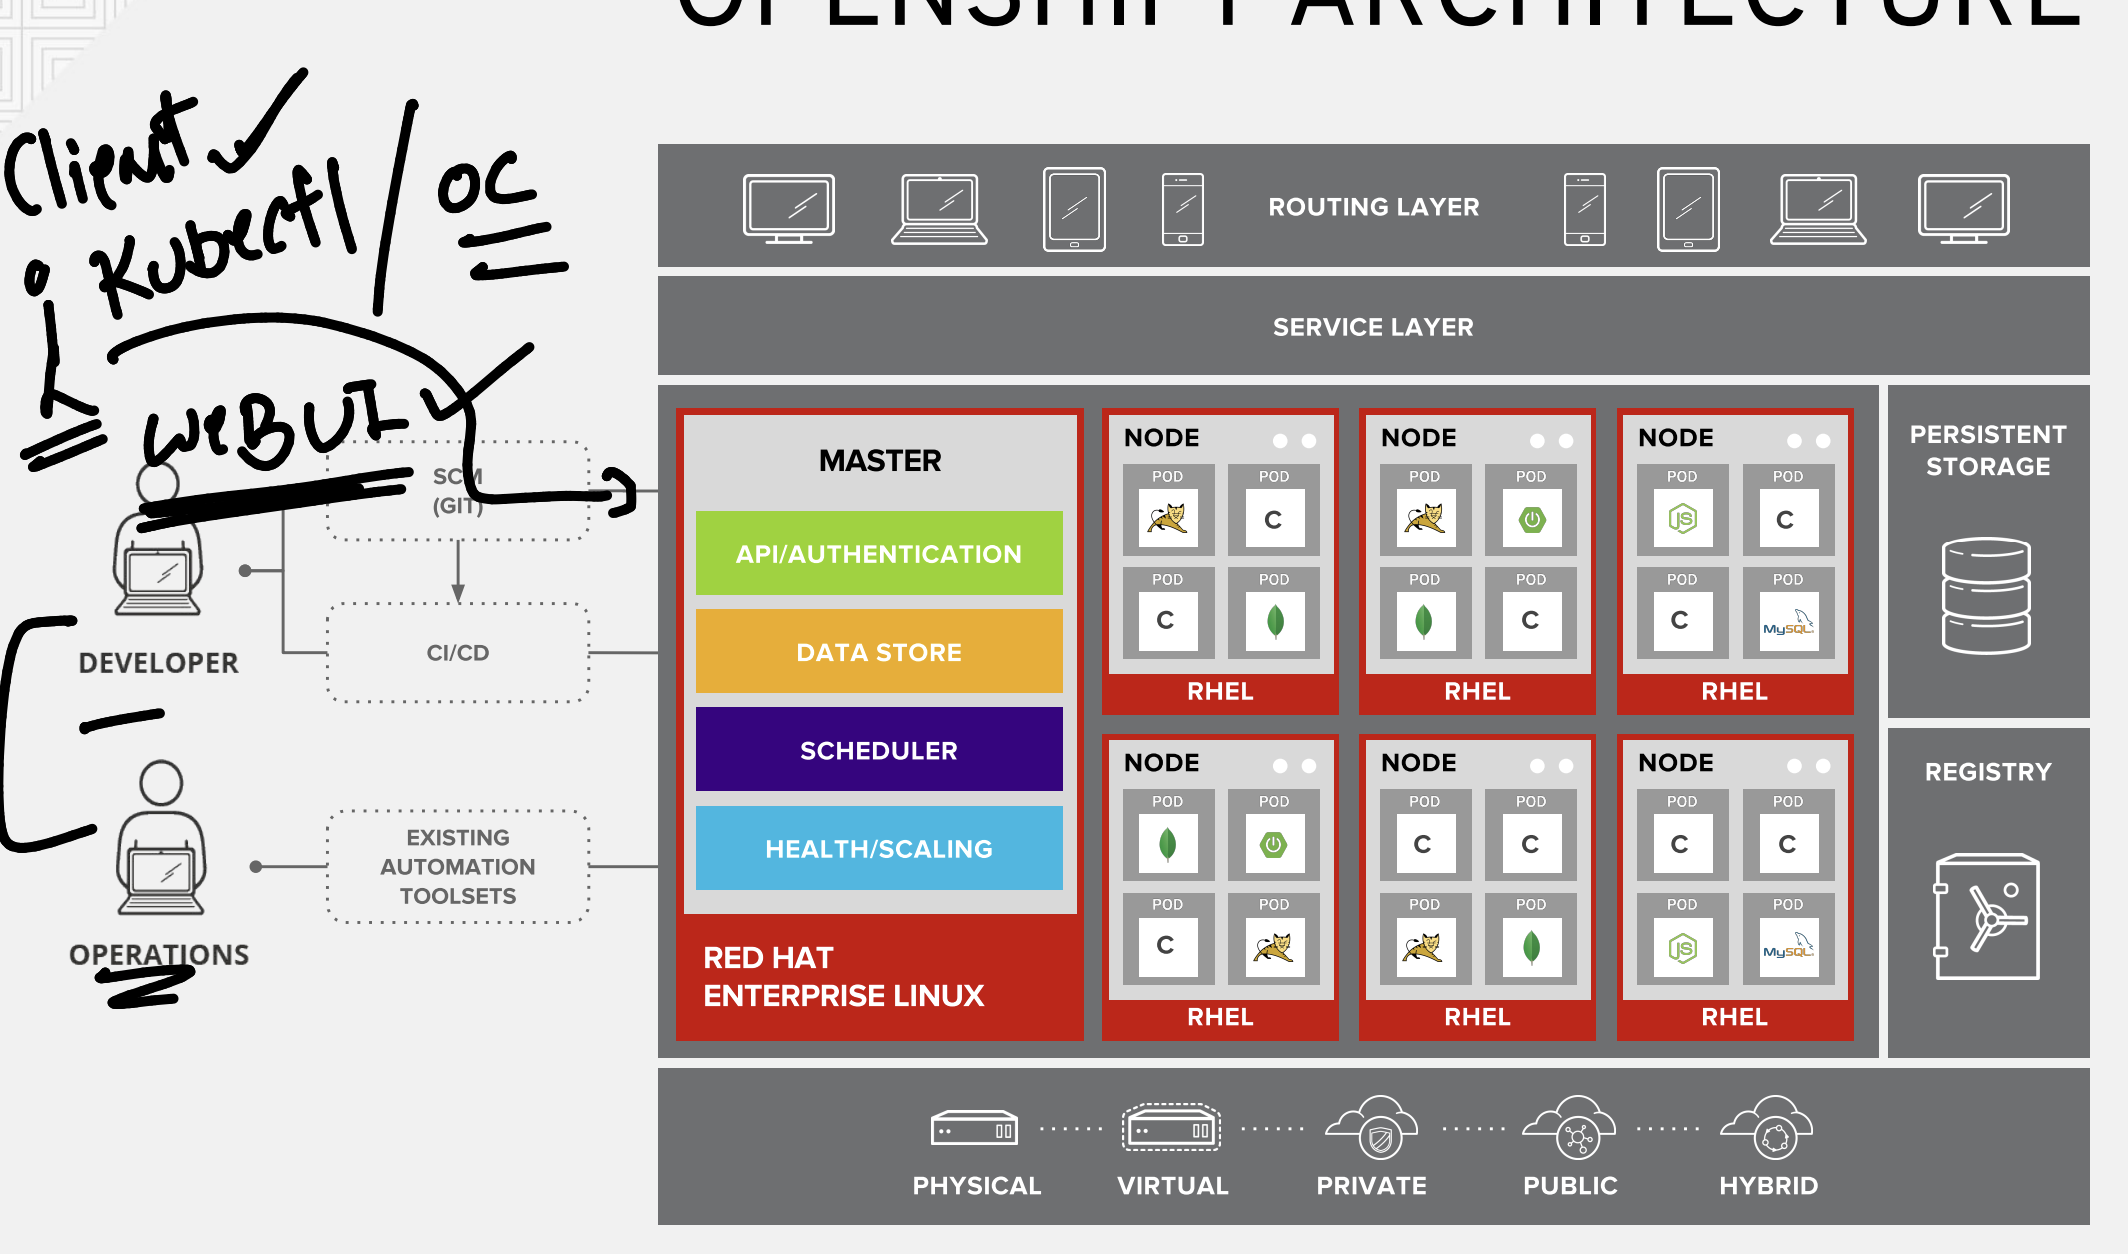 OPENSHIFT ARCHITECTURE
Client
Kubectl / OC
WEBUI
ROUTING LAYER
SERVICE LAYER
SCM
(GIT)
CI/CD
DEVELOPER
EXISTING
AUTOMATION
TOOLSETS
OPERATIONS
MASTER
API/AUTHENTICATION
DATA STORE
SCHEDULER
HEALTH/SCALING
RED HAT
ENTERPRISE LINUX
NODE
POD POD
C
POD POD
C
RHEL
NODE
POD POD
POD POD
C
RHEL
NODE
POD POD
JS C
POD POD
C MySQL
RHEL
NODE
POD POD
POD POD
C
RHEL
NODE
POD POD
C C
POD POD
RHEL
NODE
POD POD
C C
POD POD
JS MySQL
RHEL
PERSISTENT
STORAGE
REGISTRY
PHYSICAL VIRTUAL PRIVATE PUBLIC HYBRID